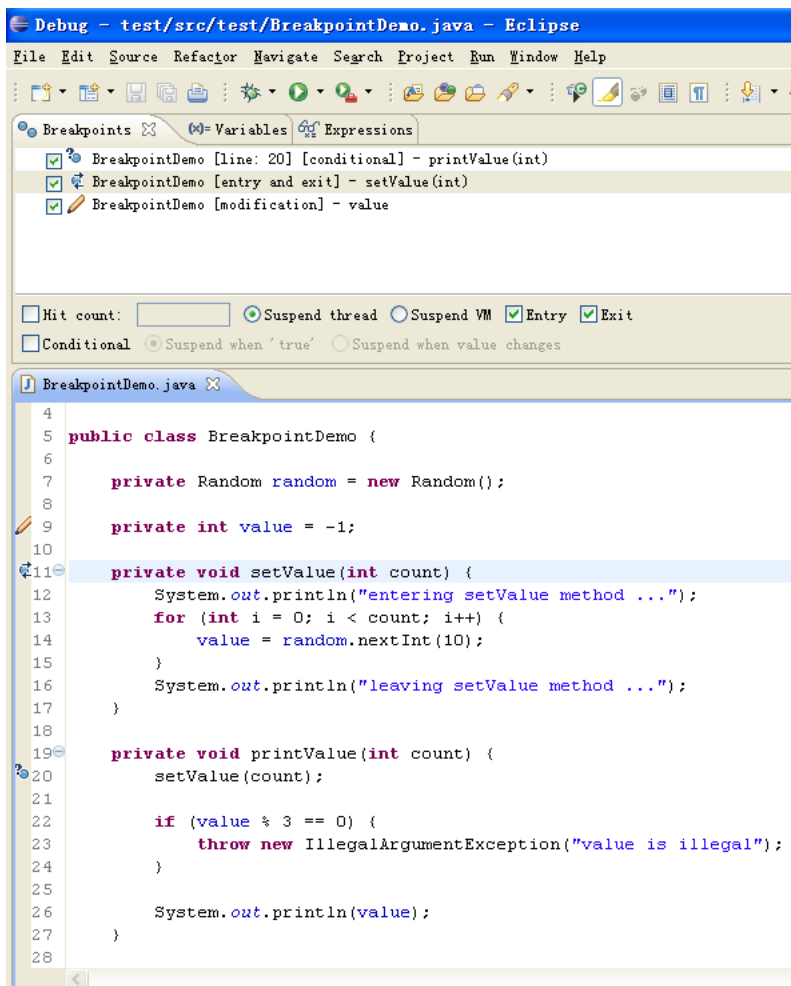 Debug - test/src/test/BreakpointDemo.java - Eclipse
File Edit Source Refactor Navigate Search Project Run Window Help
Breakpoints (x)= Variables Expressions
BreakpointDemo [line: 20] [conditional] - printValue(int)
BreakpointDemo [entry and exit] - setValue(int)
BreakpointDemo [modification] - value
Hit count: Suspend thread Suspend VM Entry Exit
Conditional Suspend when 'true' Suspend when value changes
BreakpointDemo.java
4
5 public class BreakpointDemo {
6
7 private Random random = new Random();
8
9 private int value = -1;
10
11 private void setValue(int count) {
12 System.out.println("entering setValue method ...");
13 for (int i = 0; i < count; i++) {
14 value = random.nextInt(10);
15 }
16 System.out.println("leaving setValue method ...");
17 }
18
19 private void printValue(int count) {
20 setValue(count);
21
22 if (value % 3 == 0) {
23 throw new IllegalArgumentException("value is illegal");
24 }
25
26 System.out.println(value);
27 }
28